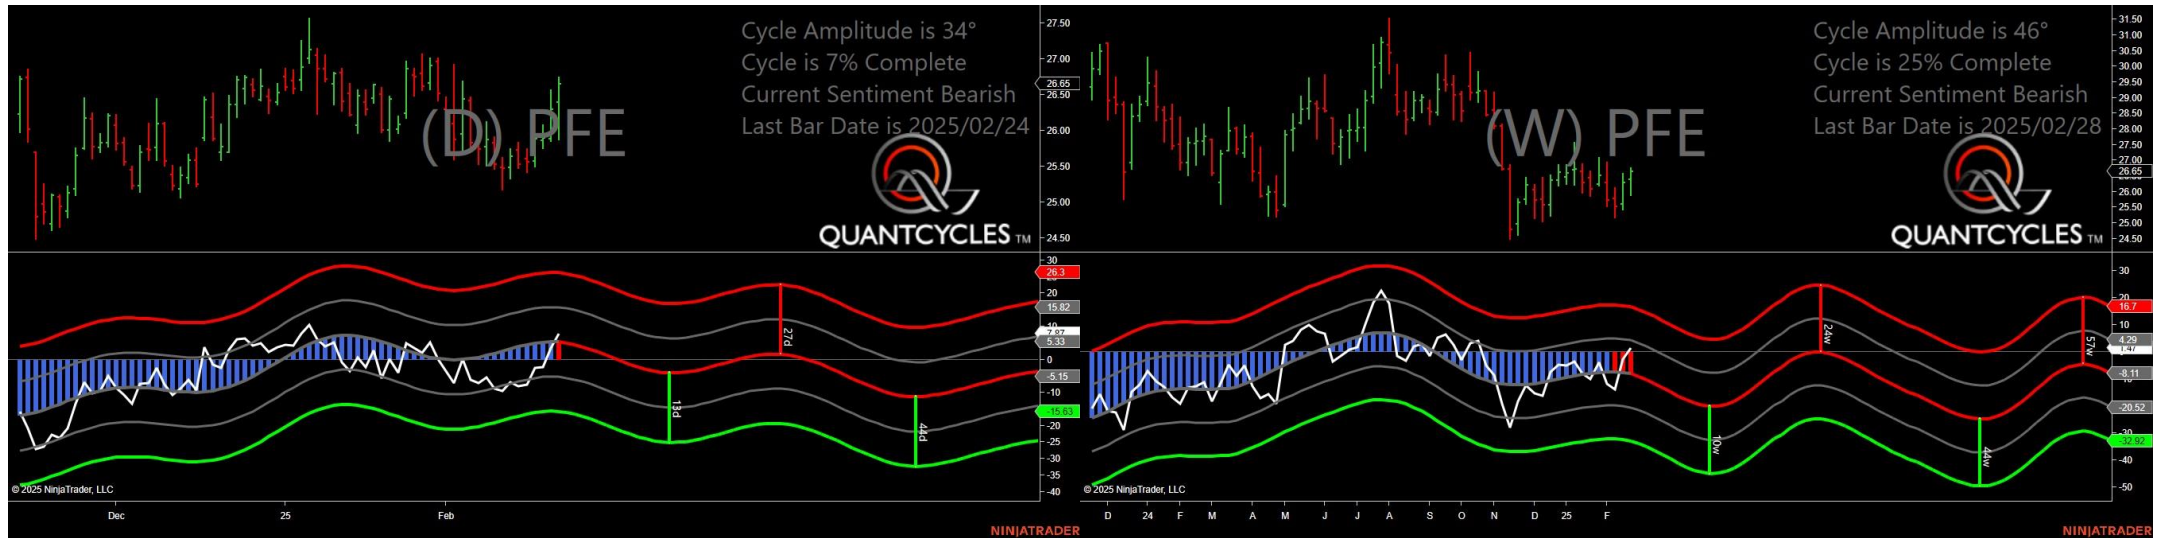 Cycle Amplitude is 34°
Cycle is 7% Complete
Current Sentiment Bearish
Last Bar Date is 2025/02/24
(D) PFE
QUANTCYCLES TM
27.50
27.00
26.65
26.50
26.00
25.50
25.00
24.50
30
26.3
20
15.82
10
7.87
5.33
0
-5.15
-10
-15.63
-20
-25
-30
-35
-40
13d
27d
44d
© 2025 NinjaTrader, LLC
Dec
25
Feb
NINJATRADER
Cycle Amplitude is 46°
Cycle is 25% Complete
Current Sentiment Bearish
Last Bar Date is 2025/02/28
(W) PFE
QUANTCYCLES TM
31.50
31.00
30.50
30.00
29.50
29.00
28.50
28.00
27.50
27.00
26.65
26.00
25.50
25.00
24.50
30
20
16.7
10
4.29
1.47
-8.11
-20.52
-32.92
-40
-50
10w
24w
44w
57w
© 2025 NinjaTrader, LLC
D
24
F
M
A
M
J
J
A
S
O
N
D
25
F
NINJATRADER